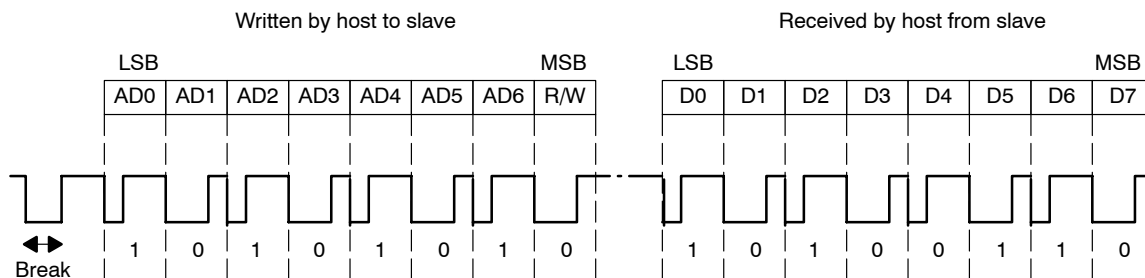 Written by host to slave Received by host from slave
LSB MSB LSB MSB
AD0 AD1 AD2 AD3 AD4 AD5 AD6 R/W D0 D1 D2 D3 D4 D5 D6 D7
1 0 1 0 1 0 1 0 1 0 1 0 0 1 1 0
Break